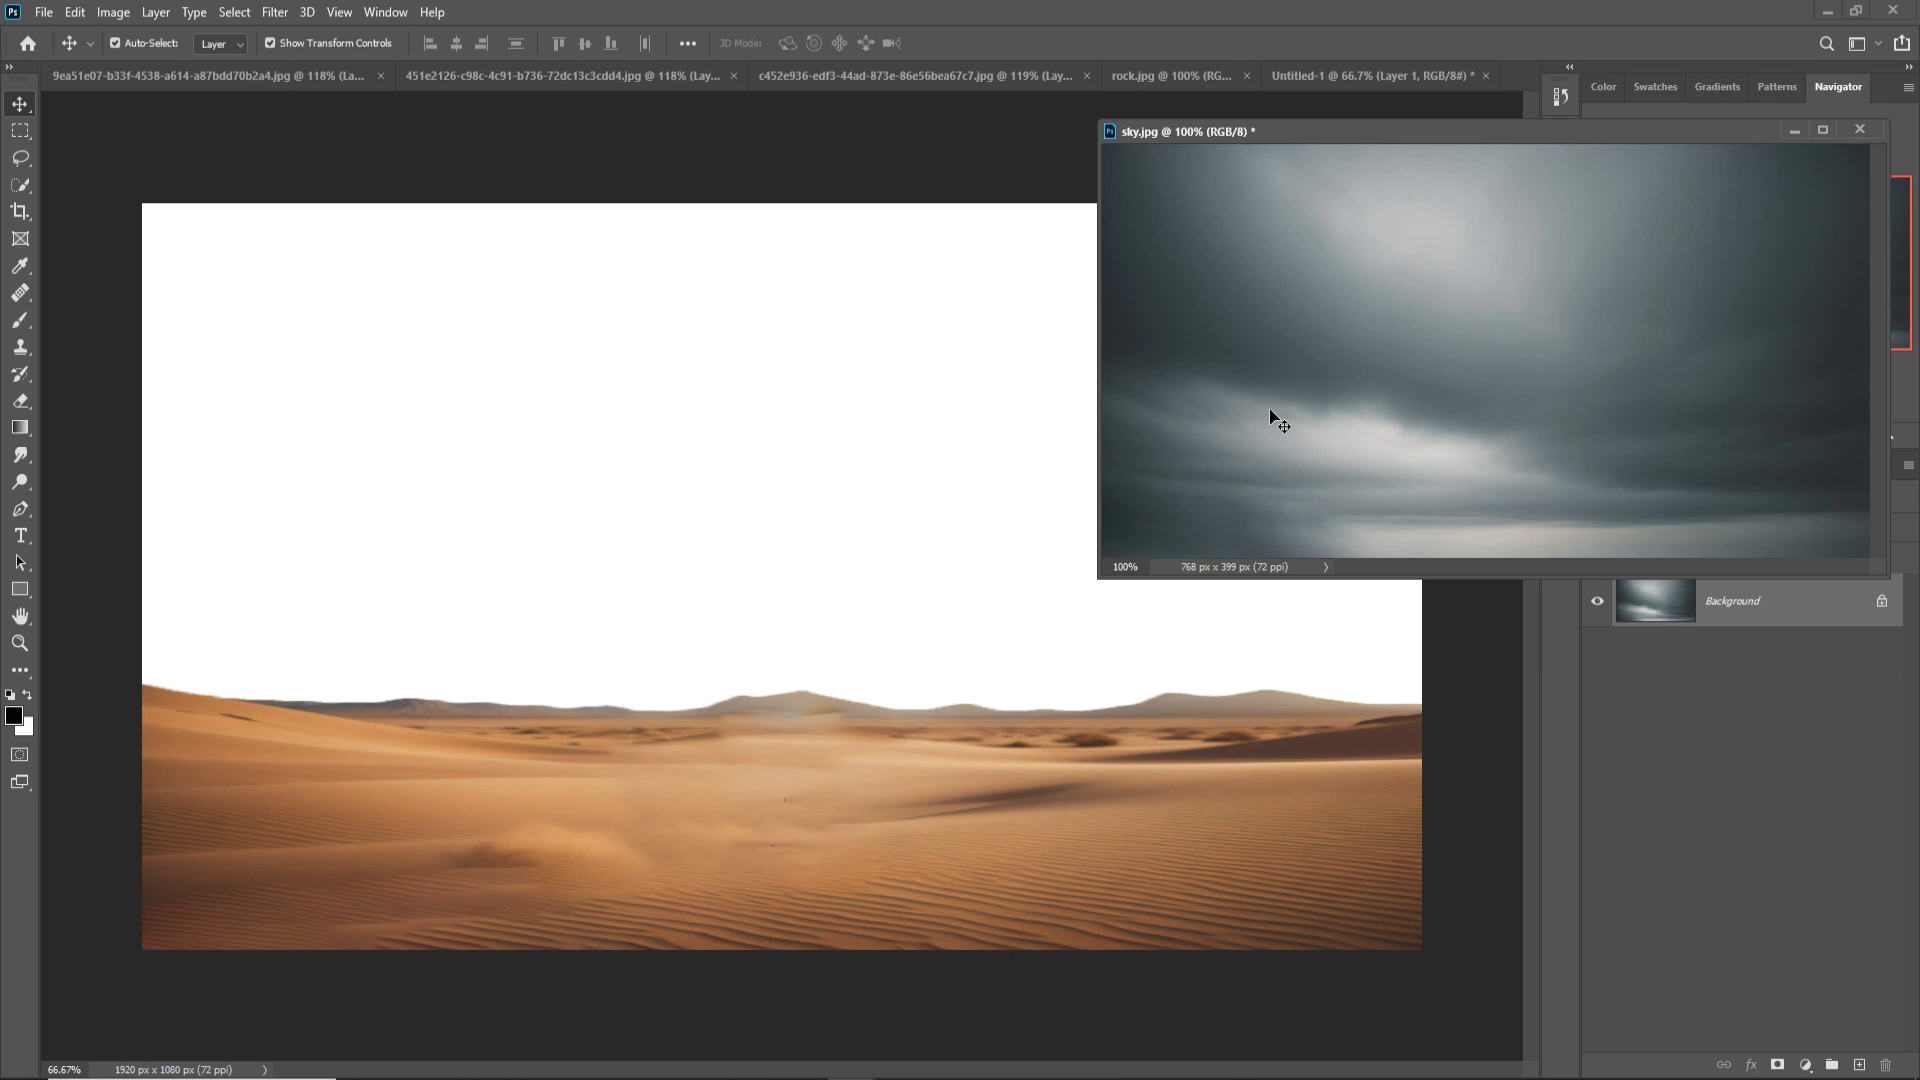 Ps File Edit Image Layer Type Select Filter 3D View Window Help
Auto-Select: Layer Show Transform Controls 3D Mode:
9ea51e07-b33f-4538-a614-a87bdd70b2a4.jpg @ 118% (La... 451e2126-c98c-4c91-b736-72dc13c3cdd4.jpg @ 118% (Lay... c452e936-edf3-44ad-873e-86e56bea67c7.jpg @ 119% (Lay... rock.jpg @ 100% (RG... Untitled-1 @ 66.7% (Layer 1, RGB/8#) *
Color Swatches Gradients Patterns Navigator
Ps sky.jpg @ 100% (RGB/8) *
100% 768 px x 399 px (72 ppi)
Background
T
fx
66.67% 1920 px x 1080 px (72 ppi)